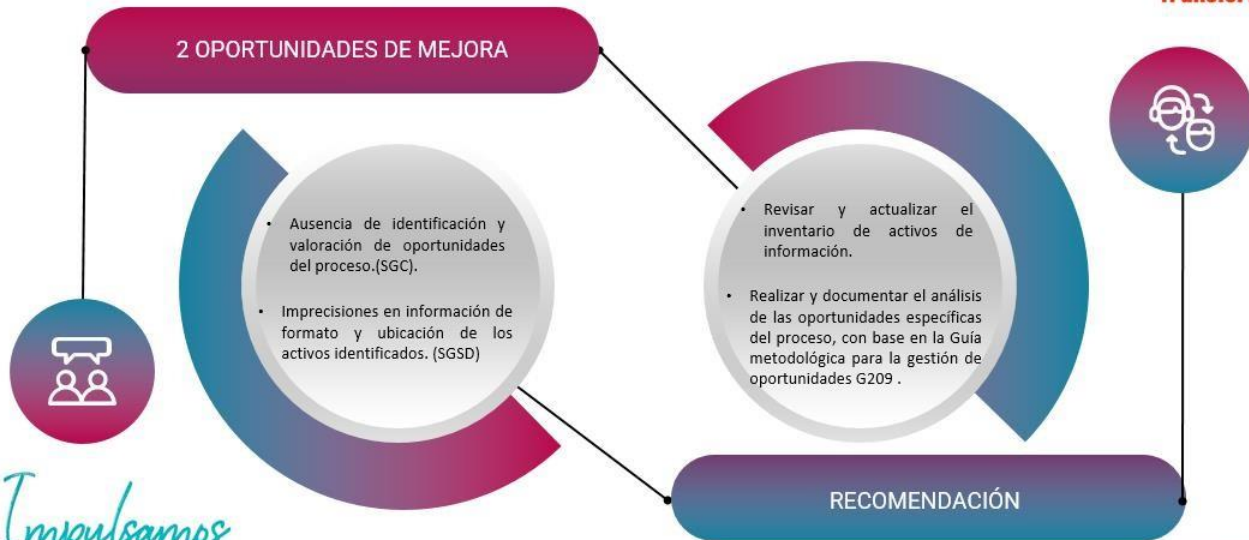 2 OPORTUNIDADES DE MEJORA
• Ausencia de identificación y
valoración de oportunidades
del proceso.(SGC).
• Imprecisiones en información de
formato y ubicación de los
activos identificados. (SGSD)
• Revisar y actualizar el
inventario de activos de
información.
• Realizar y documentar el análisis
de las oportunidades específicas
del proceso, con base en la Guía
metodológica para la gestión de
oportunidades G209 .
RECOMENDACIÓN
Impulsamos